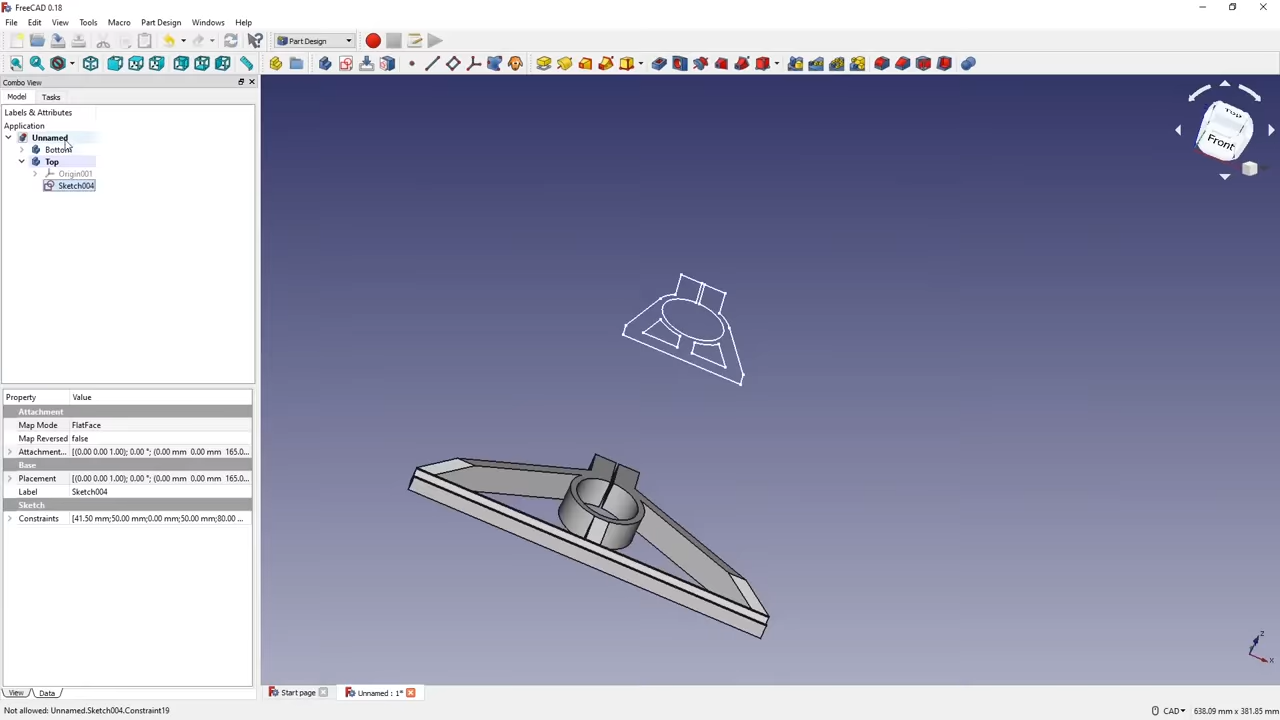 FreeCAD 0.18
File Edit View Tools Macro Part Design Windows Help
Part Design
Combo View
Model Tasks
Labels & Attributes
Application
Unnamed
Bottom
Top
Origin001
Sketch004
TOP
Front
Property Value
Attachment
Map Mode FlatFace
Map Reversed false
Attachment... [(0.00 0.00 1.00); 0.00 °; (0.00 mm 0.00 mm 165.0...
Base
Placement [(0.00 0.00 1.00); 0.00 °; (0.00 mm 0.00 mm 165.0...
Label Sketch004
Sketch
Constraints [41.50 mm;50.00 mm;0.00 mm;50.00 mm;80.00 ...
Z
X
View Data
Start page Unnamed : 1*
Not allowed: Unnamed.Sketch004.Constraint19
CAD 638.09 mm x 381.85 mm